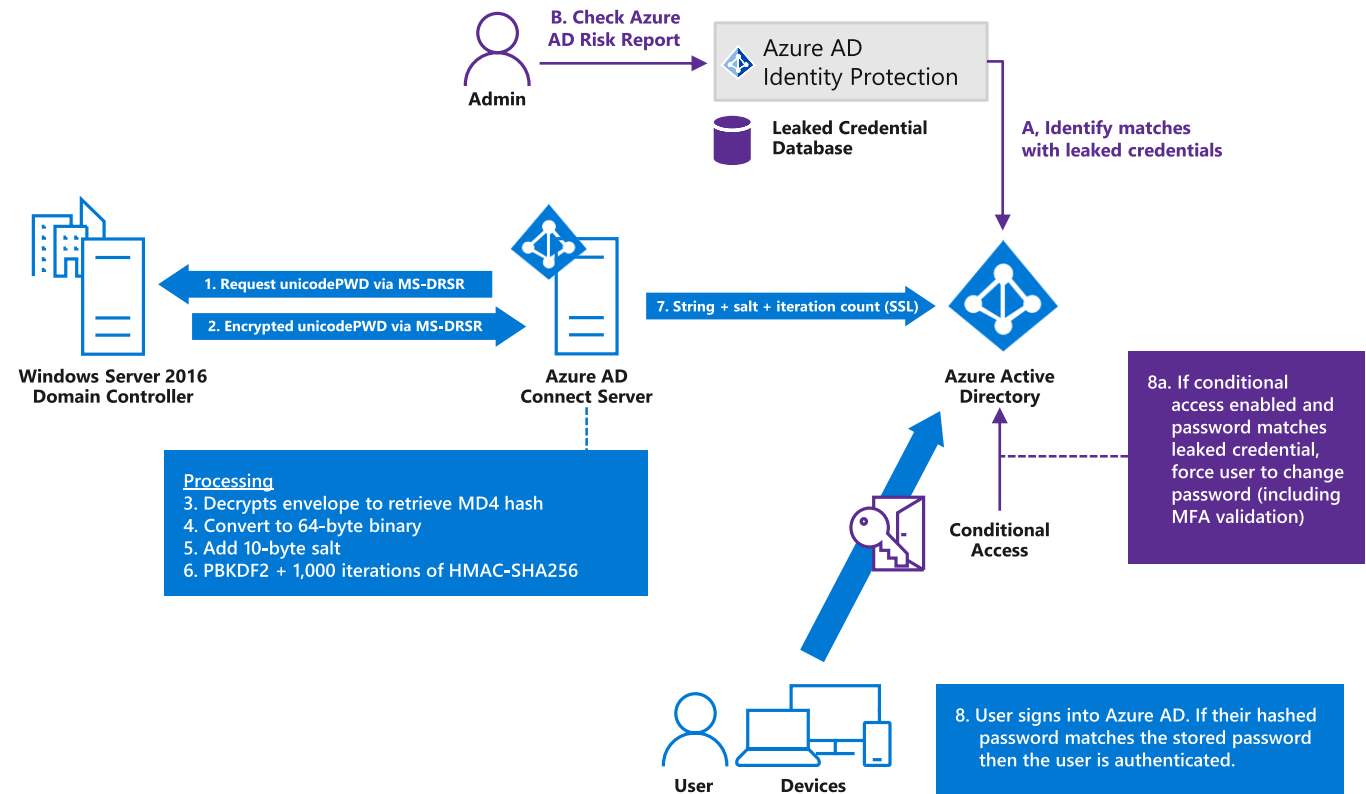 B. Check Azure
AD Risk Report
Azure AD
Identity Protection
Admin
Leaked Credential
Database
A, Identify matches
with leaked credentials
1. Request unicodePWD via MS-DRSR
2. Encrypted unicodePWD via MS-DRSR
7. String + salt + iteration count (SSL)
Windows Server 2016
Domain Controller
Azure AD
Connect Server
Azure Active
Directory
8a. If conditional
access enabled and
password matches
leaked credential,
force user to change
password (including
MFA validation)
Processing
3. Decrypts envelope to retrieve MD4 hash
4. Convert to 64-byte binary
5. Add 10-byte salt
6. PBKDF2 + 1,000 iterations of HMAC-SHA256
Conditional
Access
8. User signs into Azure AD. If their hashed
password matches the stored password
then the user is authenticated.
User
Devices